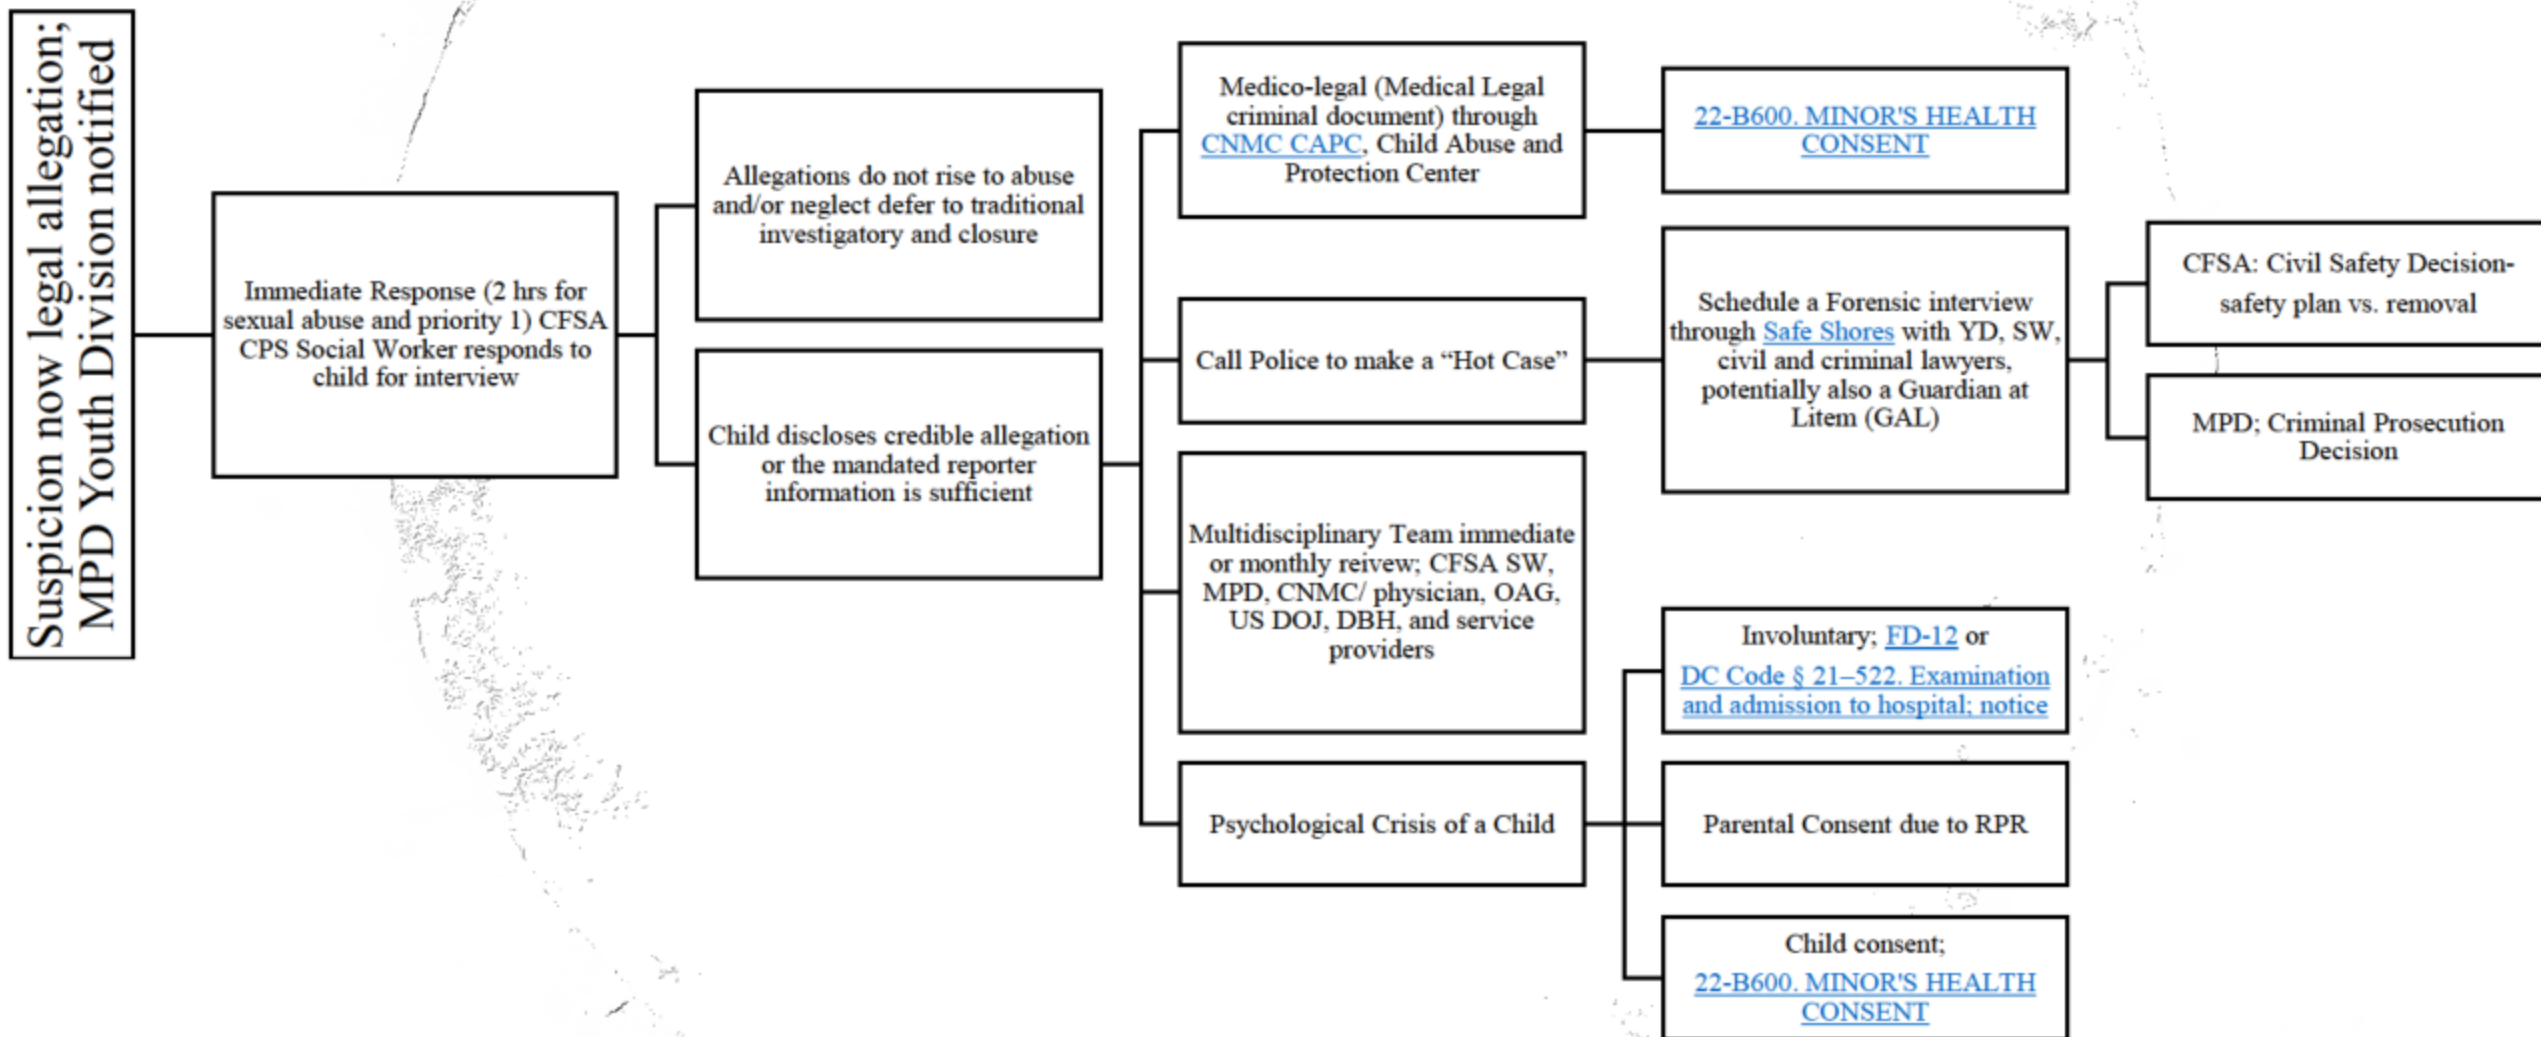 Suspicion now legal allegation;
MPD Youth Division notified
Immediate Response (2 hrs for
sexual abuse and priority 1) CFSA
CPS Social Worker responds to
child for interview
Allegations do not rise to abuse
and/or neglect defer to traditional
investigatory and closure
Child discloses credible allegation
or the mandated reporter
information is sufficient
Medico-legal (Medical Legal
criminal document) through
CNMC CAPC, Child Abuse and
Protection Center
22-B600. MINOR'S HEALTH
CONSENT
Call Police to make a “Hot Case”
Schedule a Forensic interview
through Safe Shores with YD, SW,
civil and criminal lawyers,
potentially also a Guardian at
Litem (GAL)
CFSA: Civil Safety Decision-
safety plan vs. removal
MPD; Criminal Prosecution
Decision
Multidisciplinary Team immediate
or monthly reivew; CFSA SW,
MPD, CNMC/ physician, OAG,
US DOJ, DBH, and service
providers
Psychological Crisis of a Child
Involuntary; FD-12 or
DC Code § 21–522. Examination
and admission to hospital; notice
Parental Consent due to RPR
Child consent;
22-B600. MINOR'S HEALTH
CONSENT